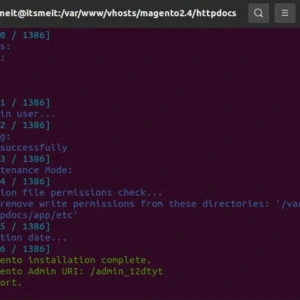 meit@itsmeit:/var/www/vhosts/magento2.4/httpdocs
0 / 1386]
s:
:
1 / 1386]
in user...
2 / 1386]
g:
successfully
3 / 1386]
tenance Mode:
4 / 1386]
ion file permissions check...
remove write permissions from these directories: '/va
pdocs/app/etc'
5 / 1386]
tion date...
6 / 1386]
ento installation complete.
ento Admin URI: /admin_12dtyt
ort.